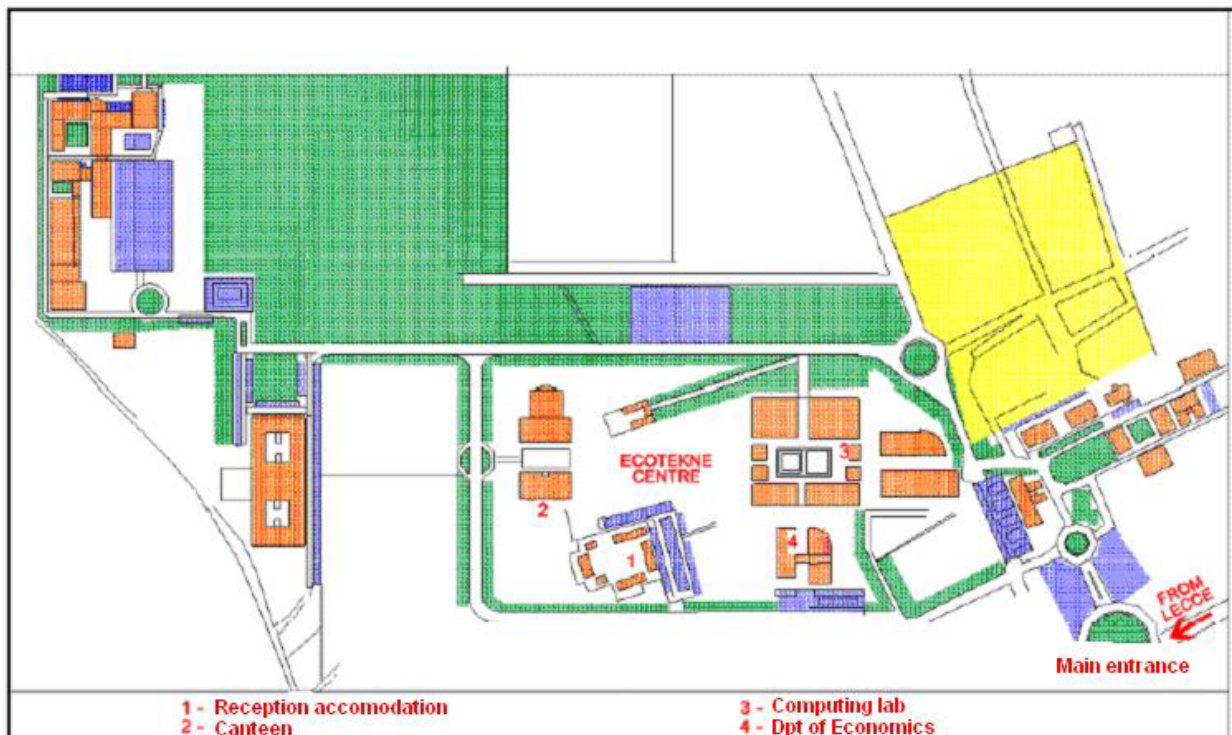 3
ECOTEKNE
CENTRE
2
4
1
FROM
LECCE
Main entrance
1 - Reception accomodation
2 - Canteen
3 - Computing lab
4 - Dpt of Economics